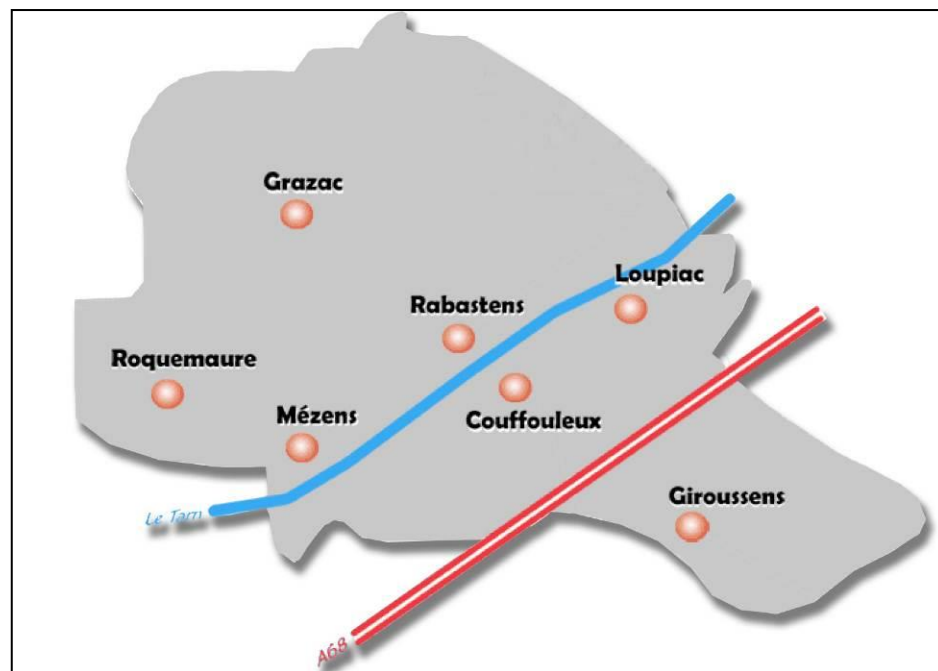 Grazac
Loupiac
Rabastens
Roquemaure
Mézens
Couffouleux
Giroussens
Le Tarn
A68